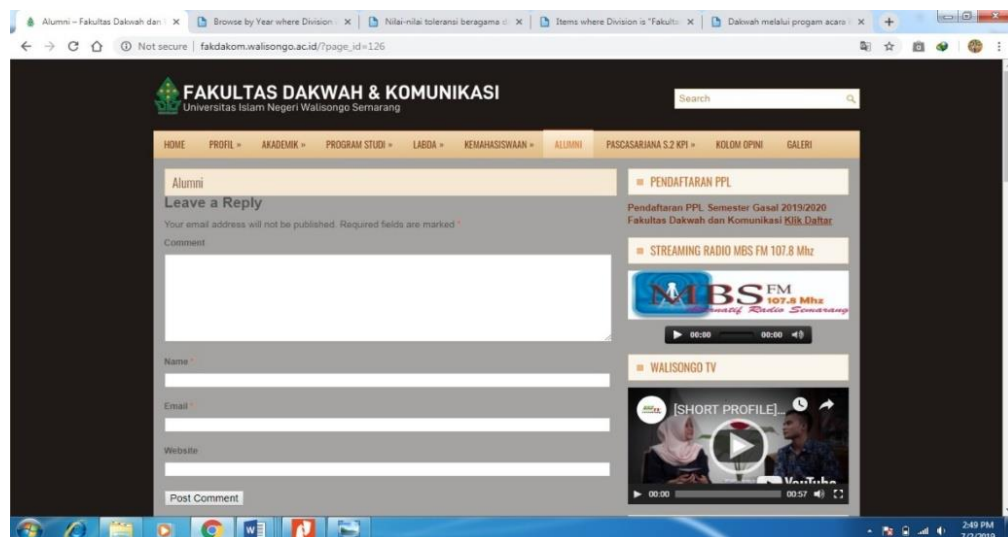 Alumni – Fakultas Dakwah dan
Browse by Year where Division
Nilai-nilai toleransi beragama d
Items where Division is "Fakulta
Dakwah melalui progam acara
Not secure | fakdakom.walisongo.ac.id/?page_id=126
FAKULTAS DAKWAH & KOMUNIKASI
Universitas Islam Negeri Walisongo Semarang
Search
HOME PROFIL » AKADEMIK » PROGRAM STUDI » LABDA » KEMAHASISWAAN » ALUMNI PASCASARJANA S.2 KPI » KOLOM OPINI GALERI
Alumni
Leave a Reply
Your email address will not be published. Required fields are marked *
Comment
Name *
Email *
Website
Post Comment
PENDAFTARAN PPL
Pendaftaran PPL Semester Gasal 2019/2020
Fakultas Dakwah dan Komunikasi Klik Daftar
STREAMING RADIO MBS FM 107.8 Mhz
MBS FM
107.8 Mhz
Radio Semarang
00:00 00:00
WALISONGO TV
[SHORT PROFILE]...
YouTube
00:00 00:57
2:49 PM
7/2/2019